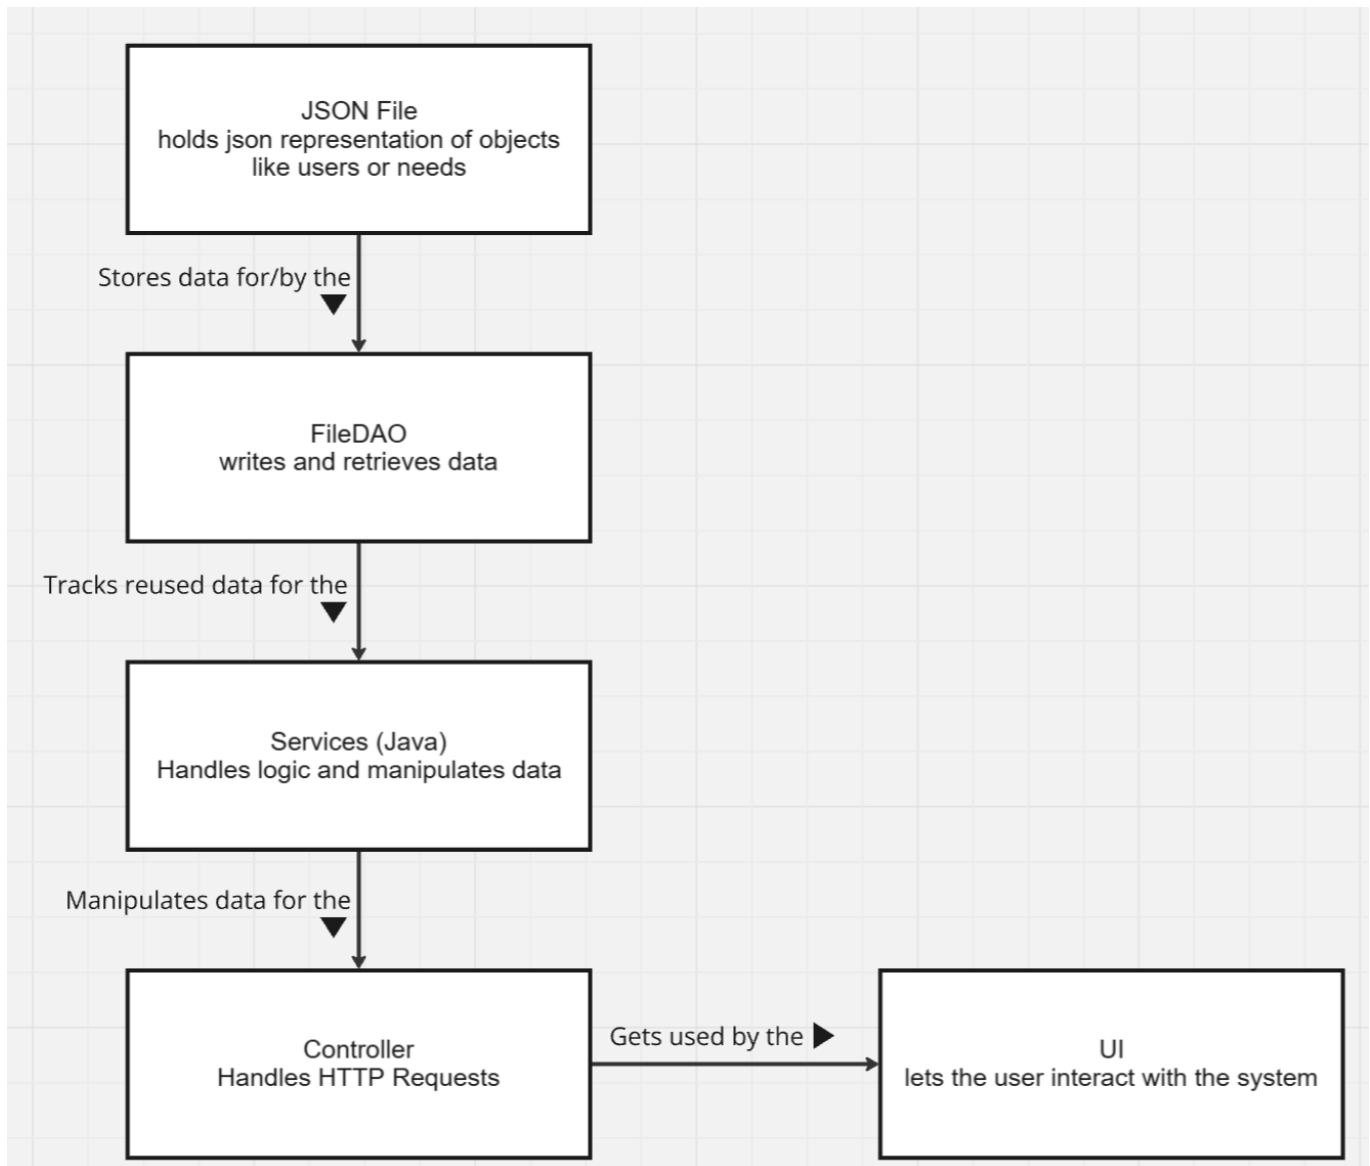 JSON File
holds json representation of objects
like users or needs
Stores data for/by the
FileDAO
writes and retrieves data
Tracks reused data for the
Services (Java)
Handles logic and manipulates data
Manipulates data for the
Controller
Handles HTTP Requests
Gets used by the
UI
lets the user interact with the system